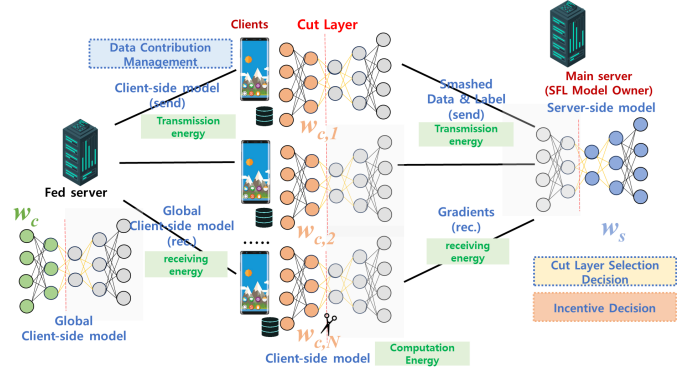 Clients
Cut Layer
Data Contribution
Management
Client-side model
(send)
Transmission
energy
w_{c,1}
Smashed
Data & Label
(send)
Transmission
energy
Main server
(SFL Model Owner)
Server-side model
Fed server
w_c
w_{c,2}
Global
Client-side model
(rec.)
receiving
energy
Gradients
(rec.)
receiving
energy
w_s
......
Global
Client-side model
w_{c,N}
Client-side model
Computation
Energy
Cut Layer Selection
Decision
Incentive Decision